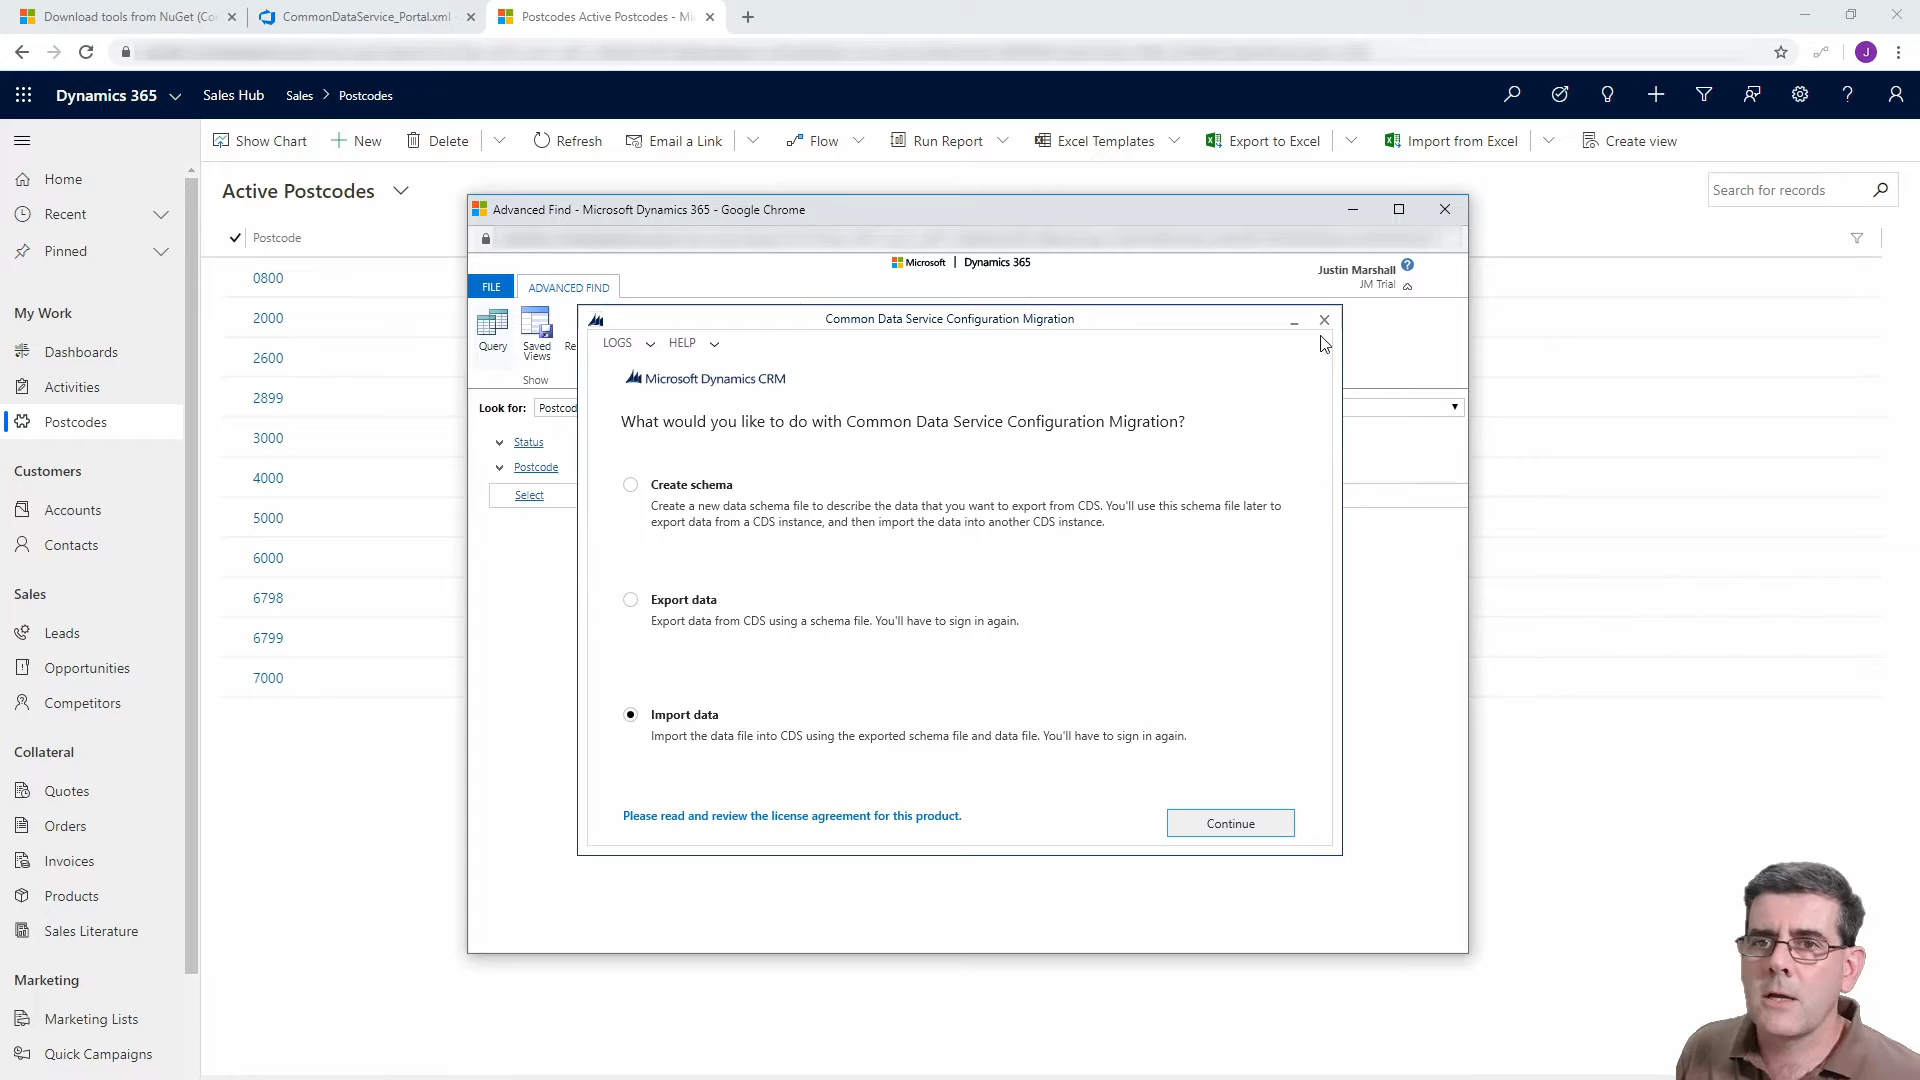 Download tools from NuGet (Co
CommonDataService_Portal.xml
Postcodes Active Postcodes - Mi
J
Dynamics 365
Sales Hub
Sales > Postcodes
Show Chart
New
Delete
Refresh
Email a Link
Flow
Run Report
Excel Templates
Export to Excel
Import from Excel
Create view
Home
Recent
Pinned
My Work
Dashboards
Activities
Postcodes
Customers
Accounts
Contacts
Sales
Leads
Opportunities
Competitors
Collateral
Quotes
Orders
Invoices
Products
Sales Literature
Marketing
Marketing Lists
Quick Campaigns
Active Postcodes
Search for records
Postcode
0800
2000
2600
2899
3000
4000
5000
6000
6798
6799
7000
Advanced Find - Microsoft Dynamics 365 - Google Chrome
Microsoft | Dynamics 365
Justin Marshall
JM Trial
FILE
ADVANCED FIND
Query
Saved
Views
Re
Show
Look for:
Postcod
Status
Postcode
Select
Common Data Service Configuration Migration
LOGS
HELP
Microsoft Dynamics CRM
What would you like to do with Common Data Service Configuration Migration?
Create schema
Create a new data schema file to describe the data that you want to export from CDS. You'll use this schema file later to
export data from a CDS instance, and then import the data into another CDS instance.
Export data
Export data from CDS using a schema file. You'll have to sign in again.
Import data
Import the data file into CDS using the exported schema file and data file. You'll have to sign in again.
Please read and review the license agreement for this product.
Continue